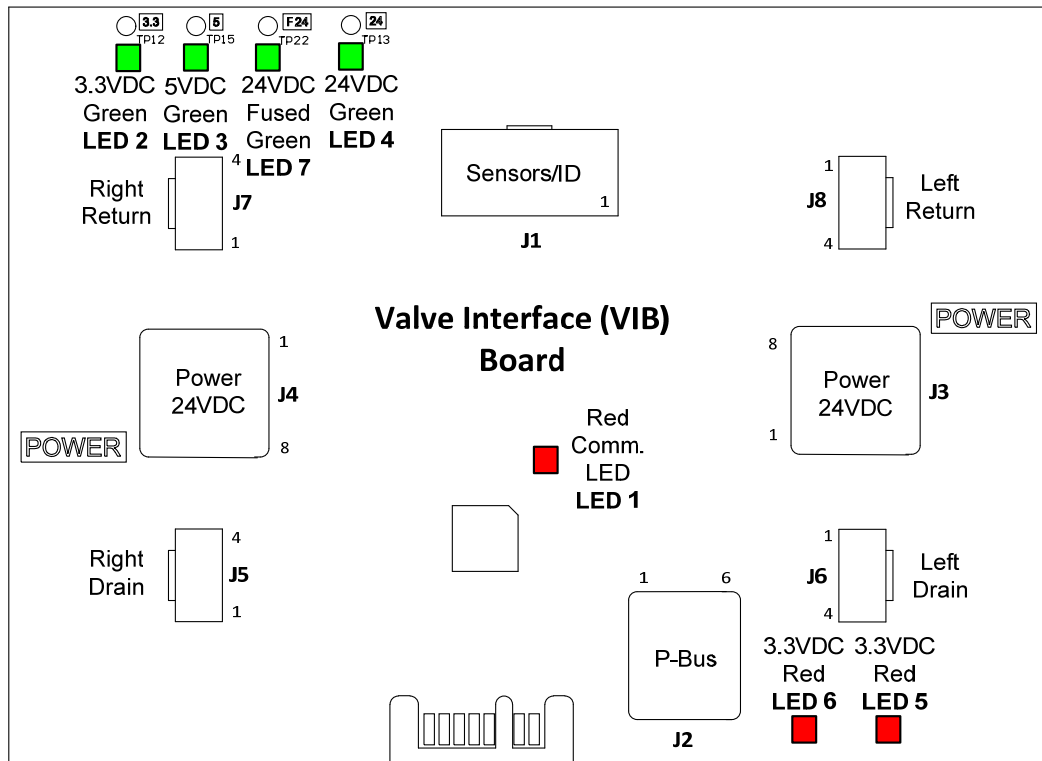 3.3 5 F24 24
TP12 TP15 TP22 TP13
3.3VDC
Green
LED 2
5VDC
Green
LED 3
24VDC
Fused
Green
LED 7
24VDC
Green
LED 4
Right
Return
4
J7
1
Sensors/ID
1
J1
1
J8
4
Left
Return
Valve Interface (VIB)
Board
POWER
Power
24VDC
1
J4
8
POWER
8
1
Power
24VDC
J3
Red
Comm.
LED
LED 1
Right
Drain
4
J5
1
1
J6
4
Left
Drain
1 6
P-Bus
J2
3.3VDC
Red
LED 6
3.3VDC
Red
LED 5